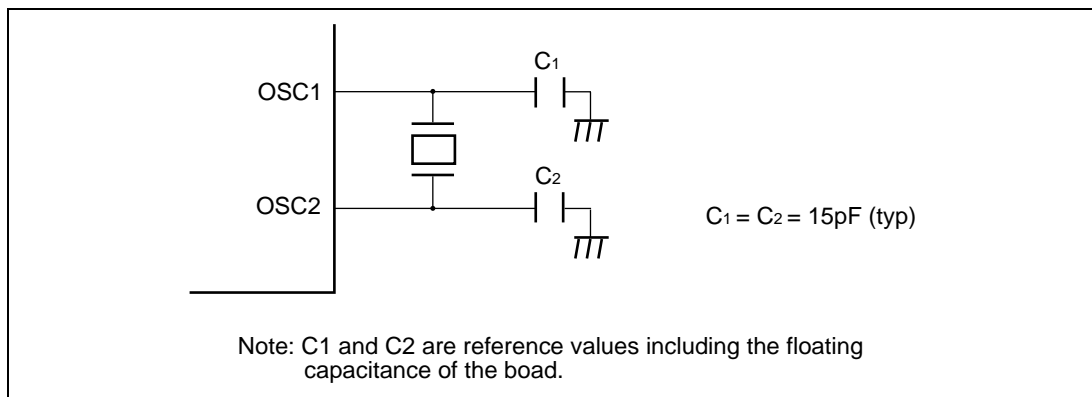 C1
OSC1
C2
OSC2
C1 = C2 = 15pF (typ)
Note: C1 and C2 are reference values including the floating
capacitance of the boad.